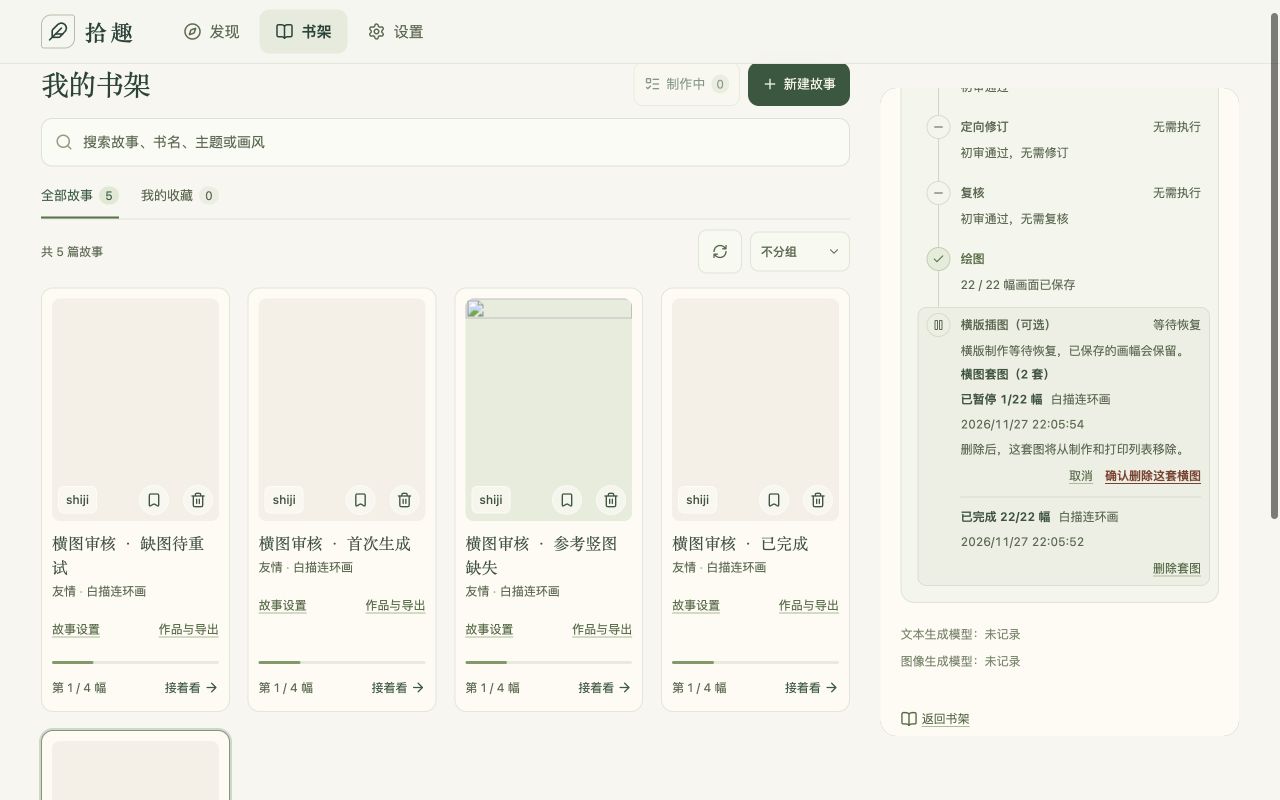 拾趣
发现
书架
设置
我的书架
制作中 0
新建故事
搜索故事、书名、主题或画风
全部故事 5
我的收藏 0
共 5 篇故事
不分组
shiji
横图审核 · 缺图待重试
友情 · 白描连环画
故事设置
作品与导出
第 1 / 4 幅
接着看
shiji
横图审核 · 首次生成
友情 · 白描连环画
故事设置
作品与导出
第 1 / 4 幅
接着看
shiji
横图审核 · 参考竖图缺失
友情 · 白描连环画
故事设置
作品与导出
第 1 / 4 幅
接着看
shiji
横图审核 · 已完成
友情 · 白描连环画
故事设置
作品与导出
第 1 / 4 幅
接着看
初审通过
定向修订
无需执行
初审通过，无需修订
复核
无需执行
初审通过，无需复核
绘图
22 / 22 幅画面已保存
横版插图（可选）
等待恢复
横版制作等待恢复，已保存的画幅会保留。
横图套图（2 套）
已暂停 1/22 幅 白描连环画
2026/11/27 22:05:54
删除后，这套图将从制作和打印列表移除。
取消
确认删除这套横图
已完成 22/22 幅 白描连环画
2026/11/27 22:05:52
删除套图
文本生成模型：未记录
图像生成模型：未记录
返回书架